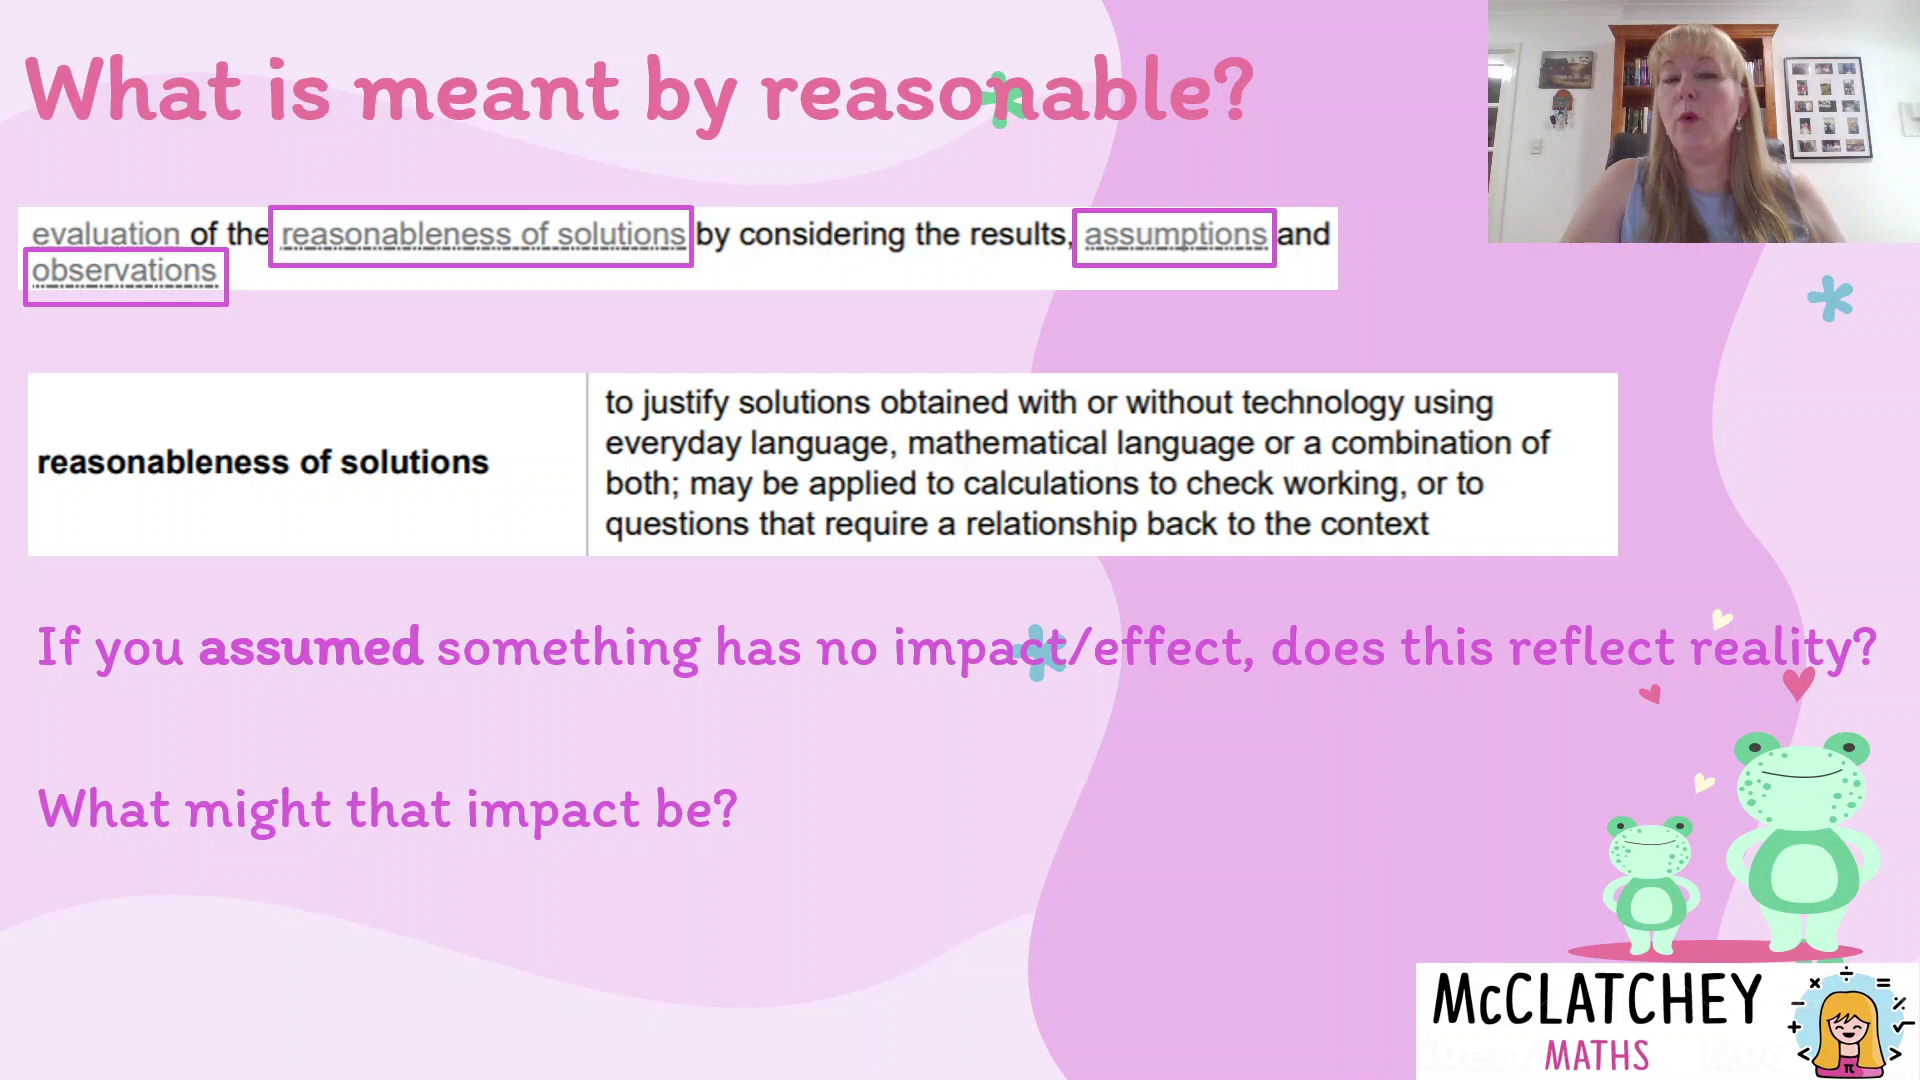 What is meant by reasonable?
evaluation of the reasonableness of solutions by considering the results, assumptions and
observations
reasonableness of solutions
to justify solutions obtained with or without technology using
everyday language, mathematical language or a combination of
both; may be applied to calculations to check working, or to
questions that require a relationship back to the context
If you assumed something has no impact/effect, does this reflect reality?
What might that impact be?
McCLATCHEY
MATHS